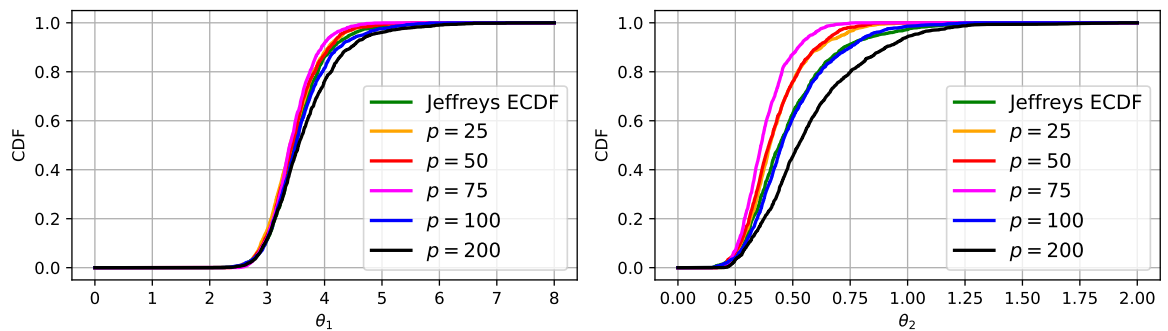 1.0
0.8
0.6
0.4
0.2
0.0
CDF
0 1 2 3 4 5 6 7 8
θ₁
Jeffreys ECDF
p = 25
p = 50
p = 75
p = 100
p = 200
1.0
0.8
0.6
0.4
0.2
0.0
CDF
0.00 0.25 0.50 0.75 1.00 1.25 1.50 1.75 2.00
θ₂
Jeffreys ECDF
p = 25
p = 50
p = 75
p = 100
p = 200